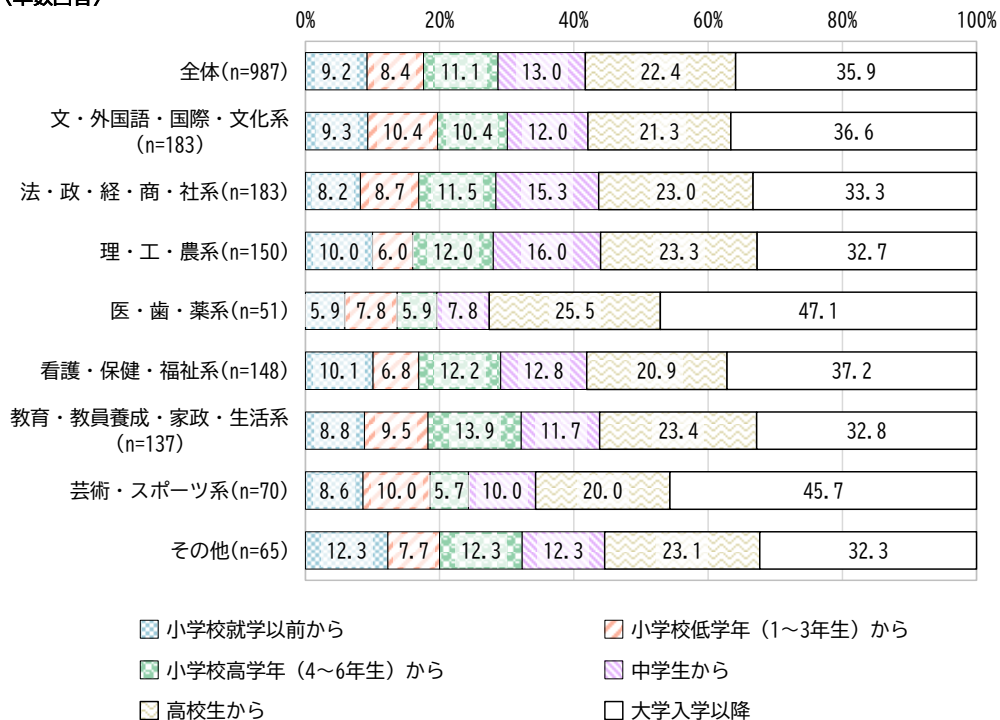 0% 20% 40% 60% 80% 100%
全体(n=987) 9.2 8.4 11.1 13.0 22.4 35.9
文・外国語・国際・文化系
(n=183) 9.3 10.4 10.4 12.0 21.3 36.6
法・政・経・商・社系(n=183) 8.2 8.7 11.5 15.3 23.0 33.3
理・工・農系(n=150) 10.0 6.0 12.0 16.0 23.3 32.7
医・歯・薬系(n=51) 5.9 7.8 5.9 7.8 25.5 47.1
看護・保健・福祉系(n=148) 10.1 6.8 12.2 12.8 20.9 37.2
教育・教員養成・家政・生活系
(n=137) 8.8 9.5 13.9 11.7 23.4 32.8
芸術・スポーツ系(n=70) 8.6 10.0 5.7 10.0 20.0 45.7
その他(n=65) 12.3 7.7 12.3 12.3 23.1 32.3
小学校就学以前から 小学校低学年（1～3年生）から
小学校高学年（4～6年生）から 中学生から
高校生から 大学入学以降